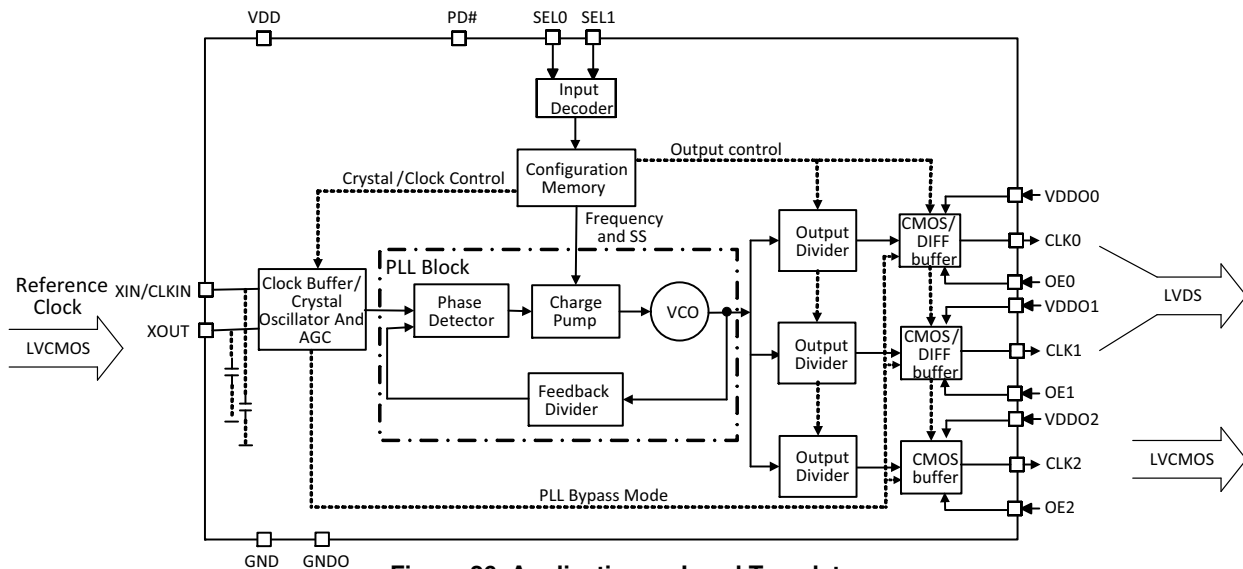 VDD
PD#
SEL0 SEL1
Input
Decoder
Output control
Configuration
Memory
Crystal /Clock Control
Frequency
and SS
VDDO0
Output
Divider
CMOS/
DIFF
buffer
CLK0
PLL Block
Reference
Clock
XIN/CLKIN
Clock Buffer/
Crystal
Oscillator And
AGC
Phase
Detector
Charge
Pump
VCO
OE0
VDDO1
LVDS
XOUT
LVCMOS
Output
Divider
CMOS/
DIFF
buffer
CLK1
Feedback
Divider
OE1
VDDO2
Output
Divider
CMOS
buffer
CLK2
LVCMOS
PLL Bypass Mode
OE2
GND GNDO